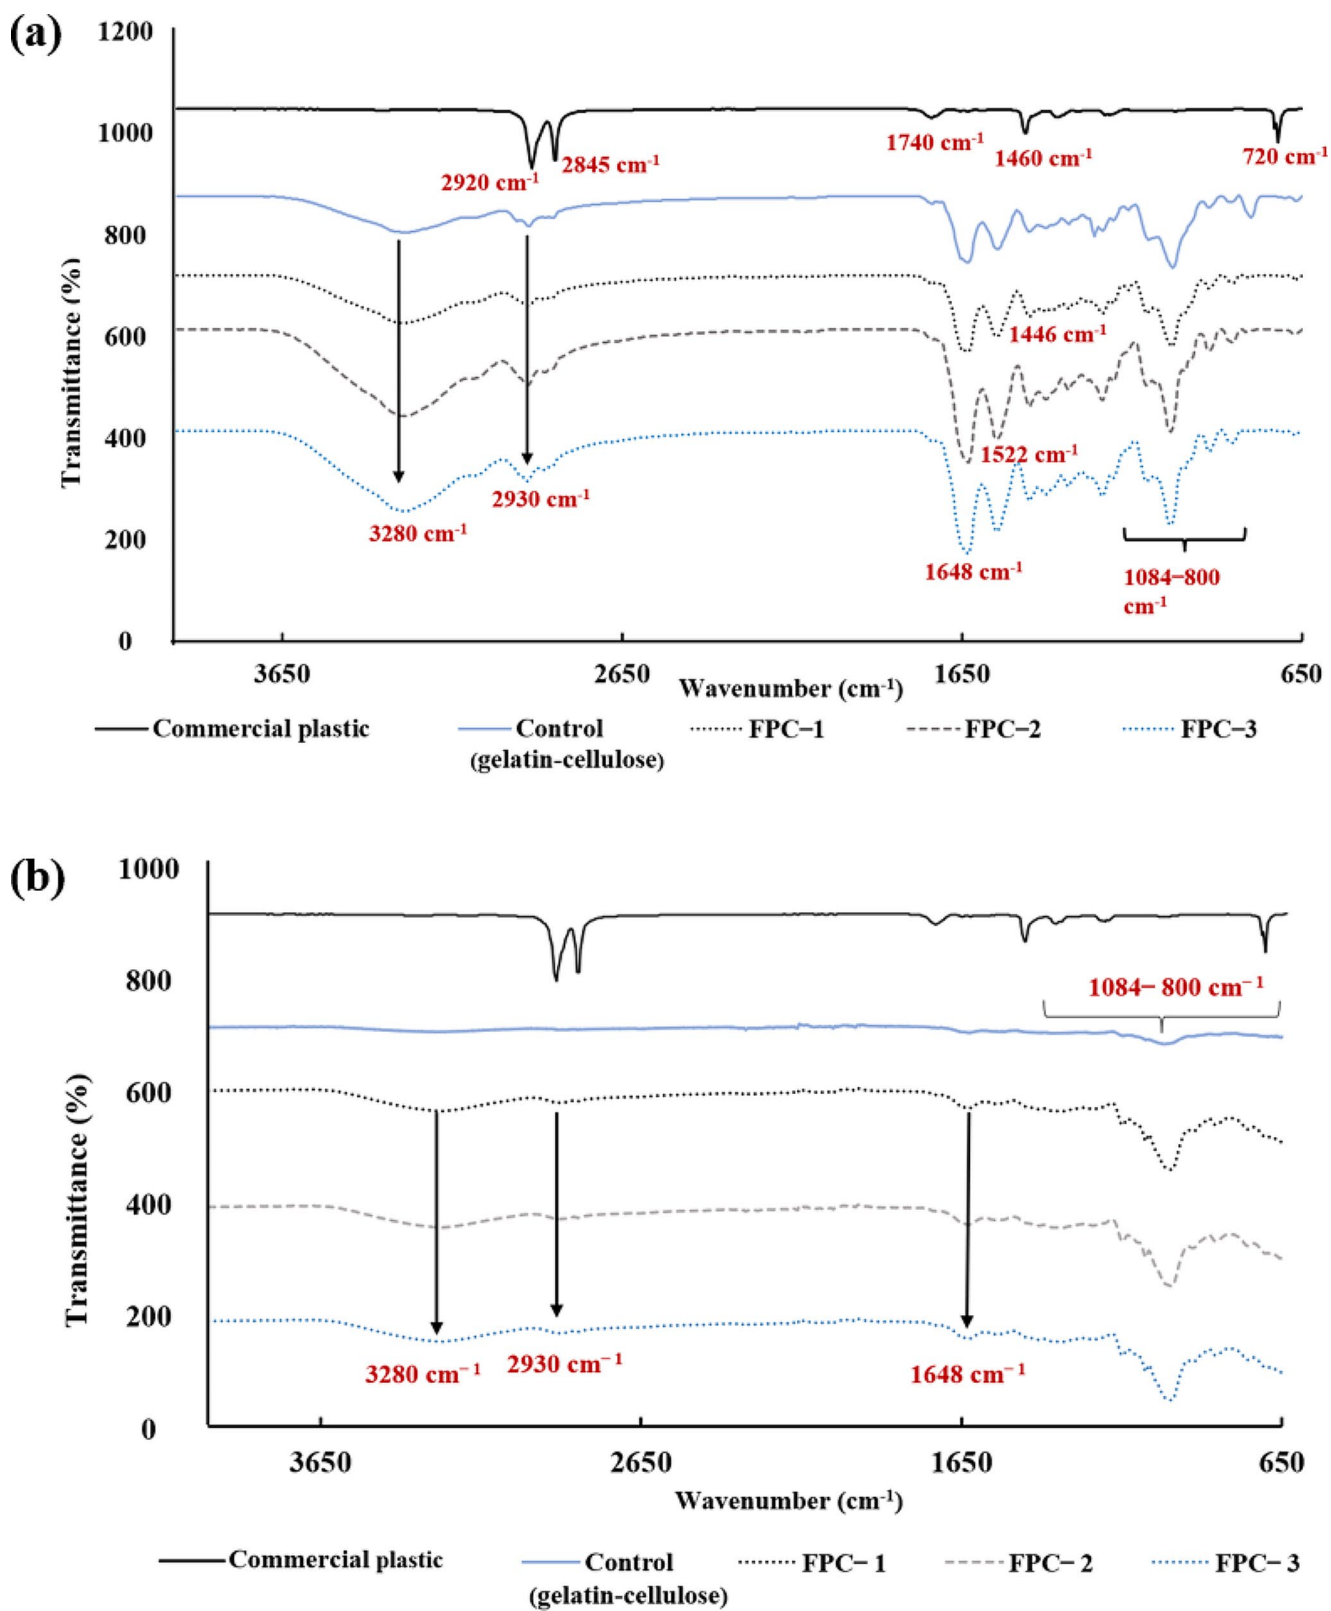 (a)
1200
1000
800
600
400
200
0
Transmittance (%)
2920 cm-1
2845 cm-1
1740 cm-1
1460 cm-1
720 cm-1
1446 cm-1
1522 cm-1
2930 cm-1
3280 cm-1
1648 cm-1
1084−800
cm-1
3650
2650
1650
650
Wavenumber (cm-1)
Commercial plastic
Control
(gelatin-cellulose)
FPC−1
FPC−2
FPC−3
(b)
1000
800
600
400
200
0
Transmittance (%)
1084− 800 cm−1
3280 cm−1
2930 cm−1
1648 cm−1
3650
2650
1650
650
Wavenumber (cm-1)
Commercial plastic
Control
(gelatin-cellulose)
FPC− 1
FPC− 2
FPC− 3